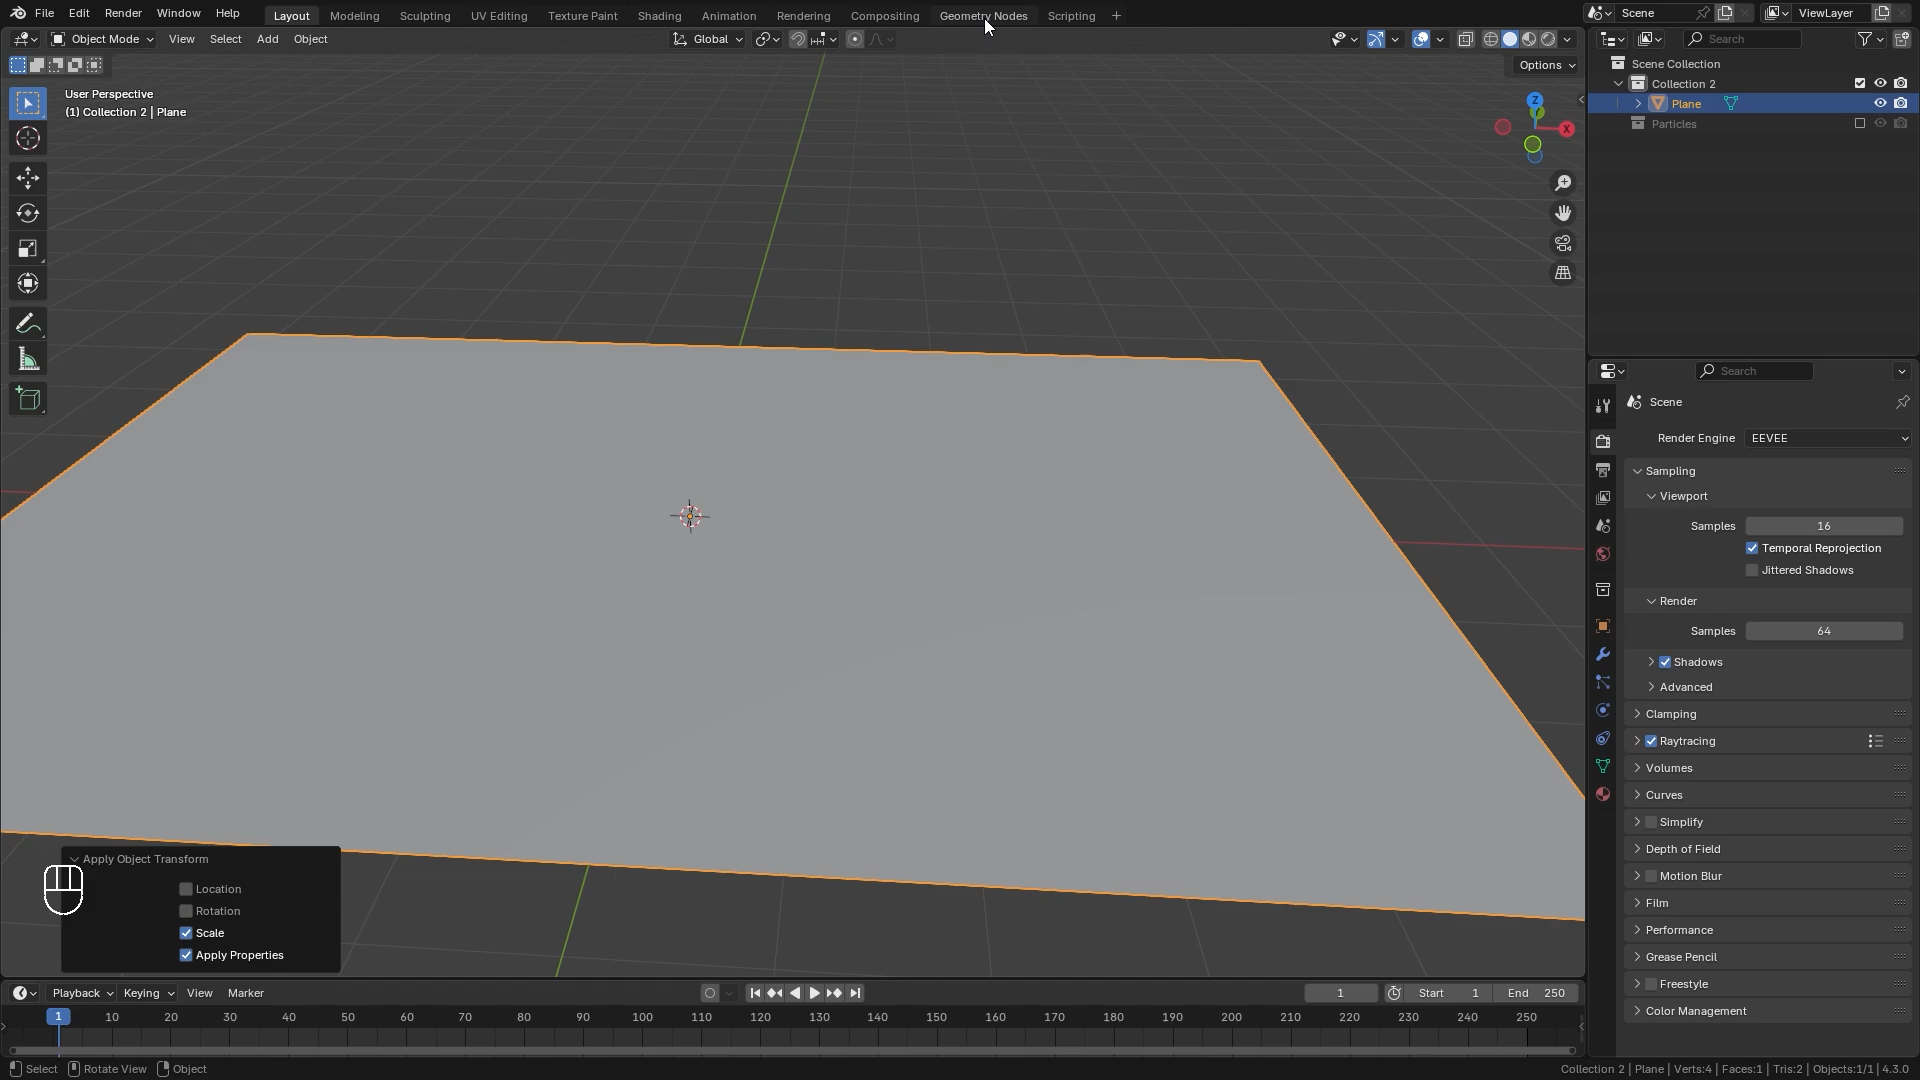 File Edit Render Window Help Layout Modeling Sculpting UV Editing Texture Paint Shading Animation Rendering Compositing Geometry Nodes Scripting + Scene ViewLayer
Object Mode View Select Add Object Global Search
Options
User Perspective
(1) Collection 2 | Plane
Z
X
Scene Collection
Collection 2
Plane
Particles
Search
Scene
Render Engine EEVEE
Sampling
Viewport
Samples 16
Temporal Reprojection
Jittered Shadows
Render
Samples 64
Shadows
Advanced
Clamping
Raytracing
Volumes
Curves
Simplify
Depth of Field
Motion Blur
Film
Performance
Grease Pencil
Freestyle
Color Management
Apply Object Transform
Location
Rotation
Scale
Apply Properties
Playback Keying View Marker 1 Start 1 End 250
1 10 20 30 40 50 60 70 80 90 100 110 120 130 140 150 160 170 180 190 200 210 220 230 240 250
Select Rotate View Object Collection 2 | Plane | Verts:4 | Faces:1 | Tris:2 | Objects:1/1 | 4.3.0